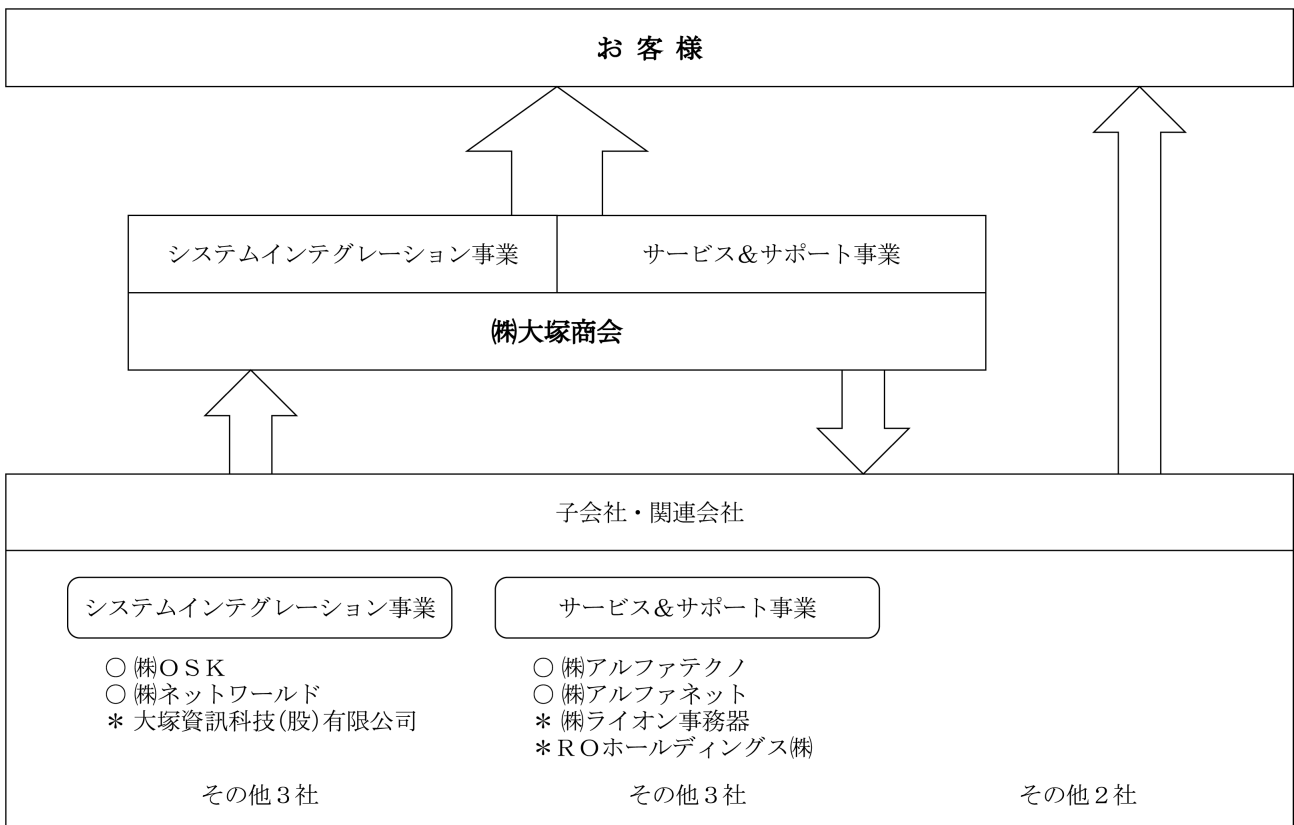 お 客 様
システムインテグレーション事業
サービス&サポート事業
㈱大塚商会
子会社・関連会社
システムインテグレーション事業
○ ㈱OSK
○ ㈱ネットワールド
＊ 大塚資訊科技(股)有限公司
その他3社
サービス&サポート事業
○ ㈱アルファテクノ
○ ㈱アルファネット
＊ ㈱ライオン事務器
＊ROホールディングス㈱
その他3社
その他2社